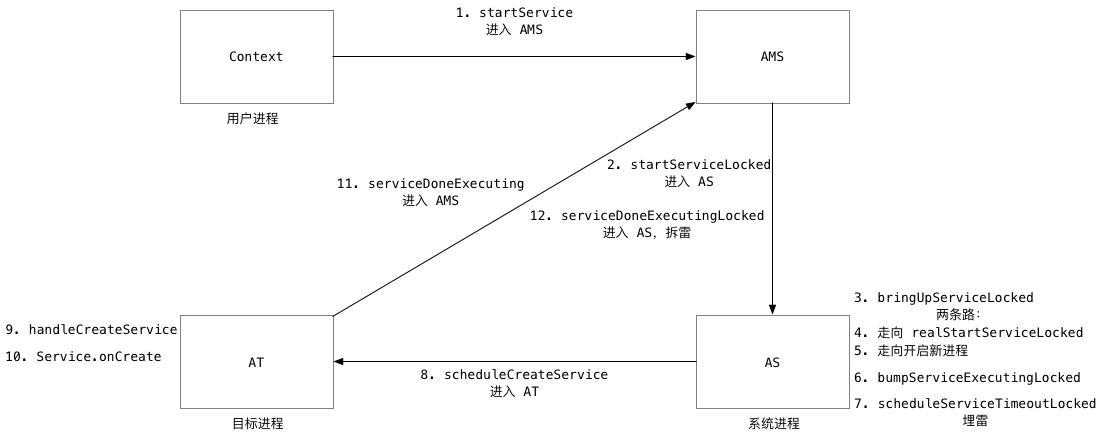 1. startService
进入 AMS
Context
AMS
用户进程
2. startServiceLocked
进入 AS
11. serviceDoneExecuting
进入 AMS
12. serviceDoneExecutingLocked
进入 AS, 拆雷
3. bringUpServiceLocked
两条路:
4. 走向 realStartServiceLocked
5. 走向开启新进程
6. bumpServiceExecutingLocked
7. scheduleServiceTimeoutLocked
埋雷
9. handleCreateService
10. Service.onCreate
AT
AS
8. scheduleCreateService
进入 AT
目标进程
系统进程